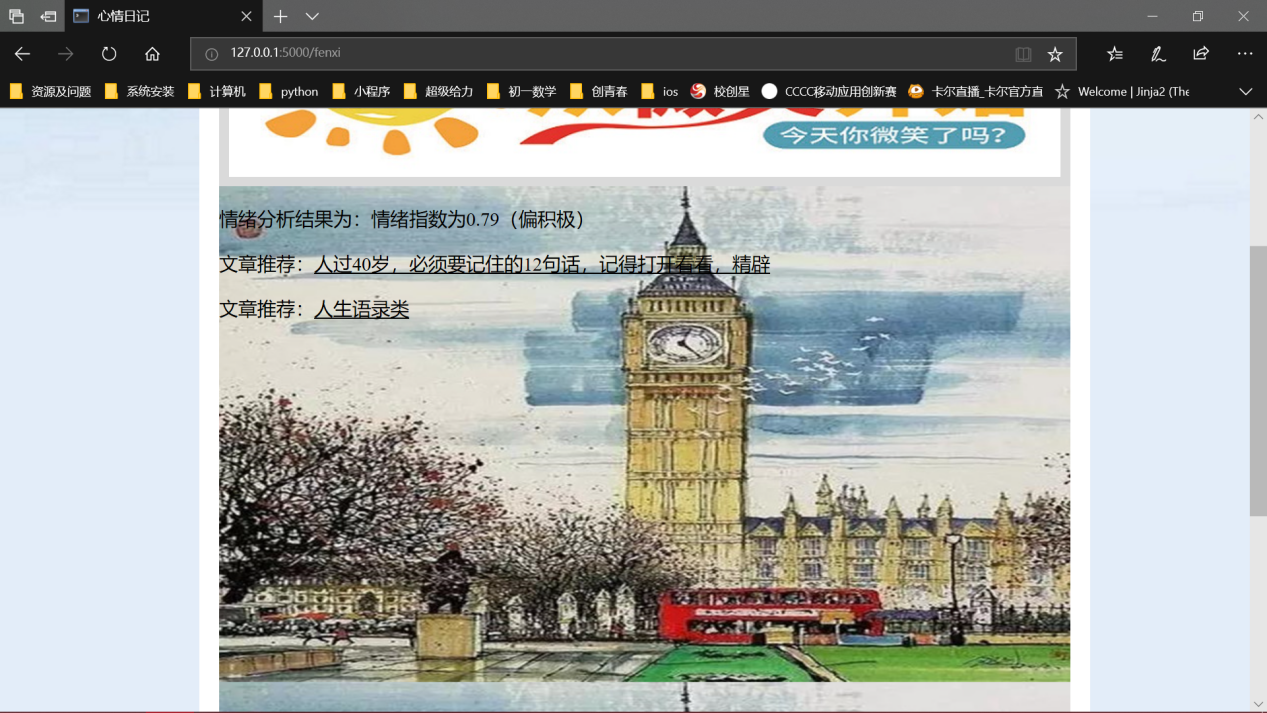 心情日记
127.0.0.1:5000/fenxi
资源及问题 系统安装 计算机 python 小程序 超级给力 初一数学 创青春 ios 校创星 CCCC移动应用创新赛 卡尔直播_卡尔官方直 Welcome | Jinja2 (The
今天你微笑了吗?
情绪分析结果为：情绪指数为0.79（偏积极）
文章推荐：人过40岁，必须要记住的12句话，记得打开看看，精辟
文章推荐：人生语录类